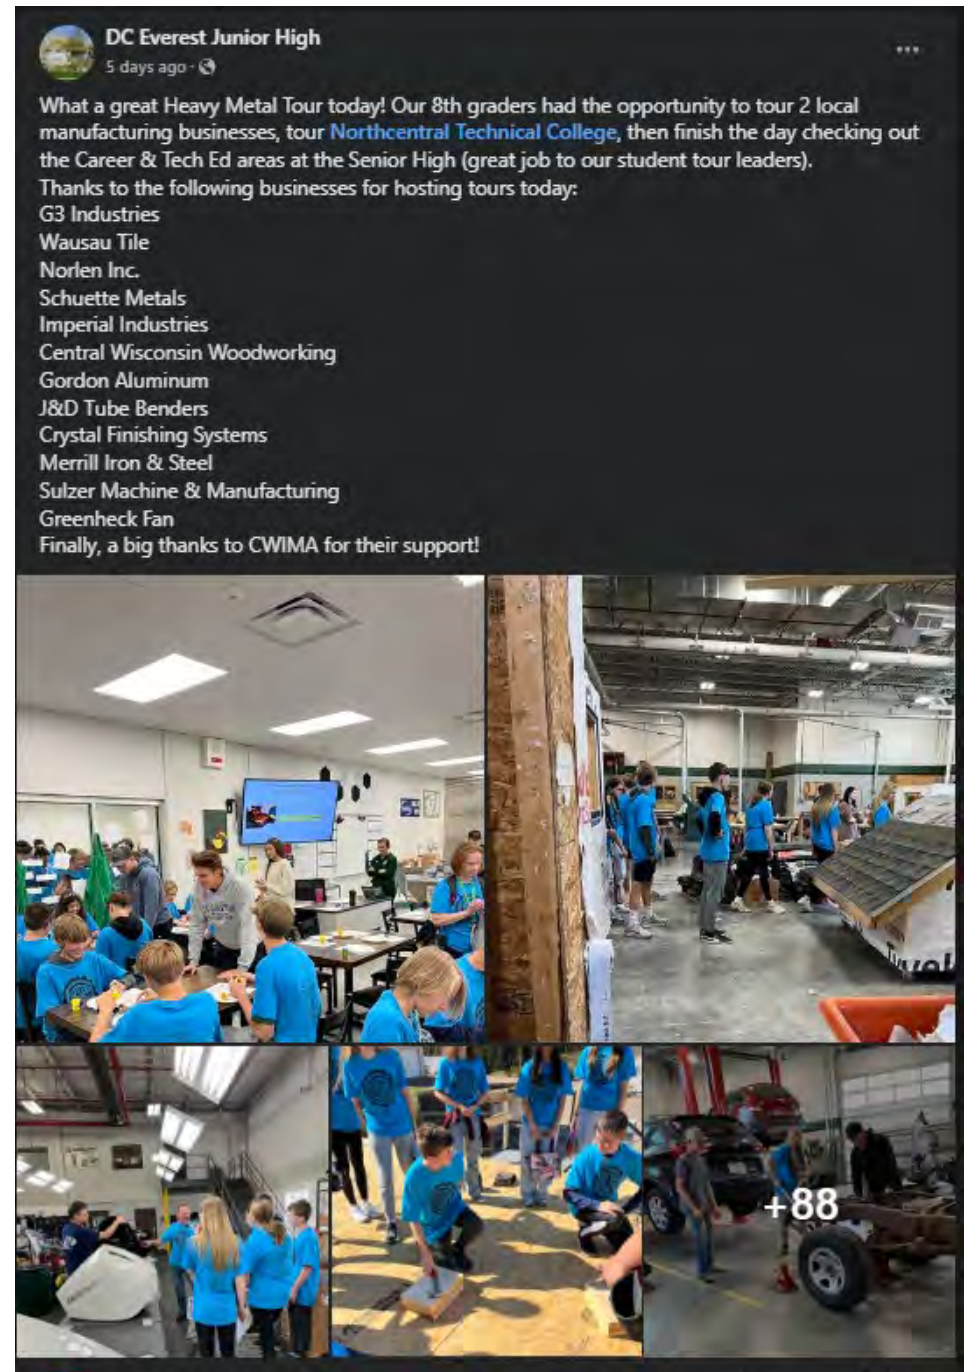 DC Everest Junior High
5 days ago ·
What a great Heavy Metal Tour today! Our 8th graders had the opportunity to tour 2 local
manufacturing businesses, tour Northcentral Technical College, then finish the day checking out
the Career & Tech Ed areas at the Senior High (great job to our student tour leaders).
Thanks to the following businesses for hosting tours today:
G3 Industries
Wausau Tile
Norlen Inc.
Schuette Metals
Imperial Industries
Central Wisconsin Woodworking
Gordon Aluminum
J&D Tube Benders
Crystal Finishing Systems
Merrill Iron & Steel
Sulzer Machine & Manufacturing
Greenheck Fan
Finally, a big thanks to CWIMA for their support!
+88